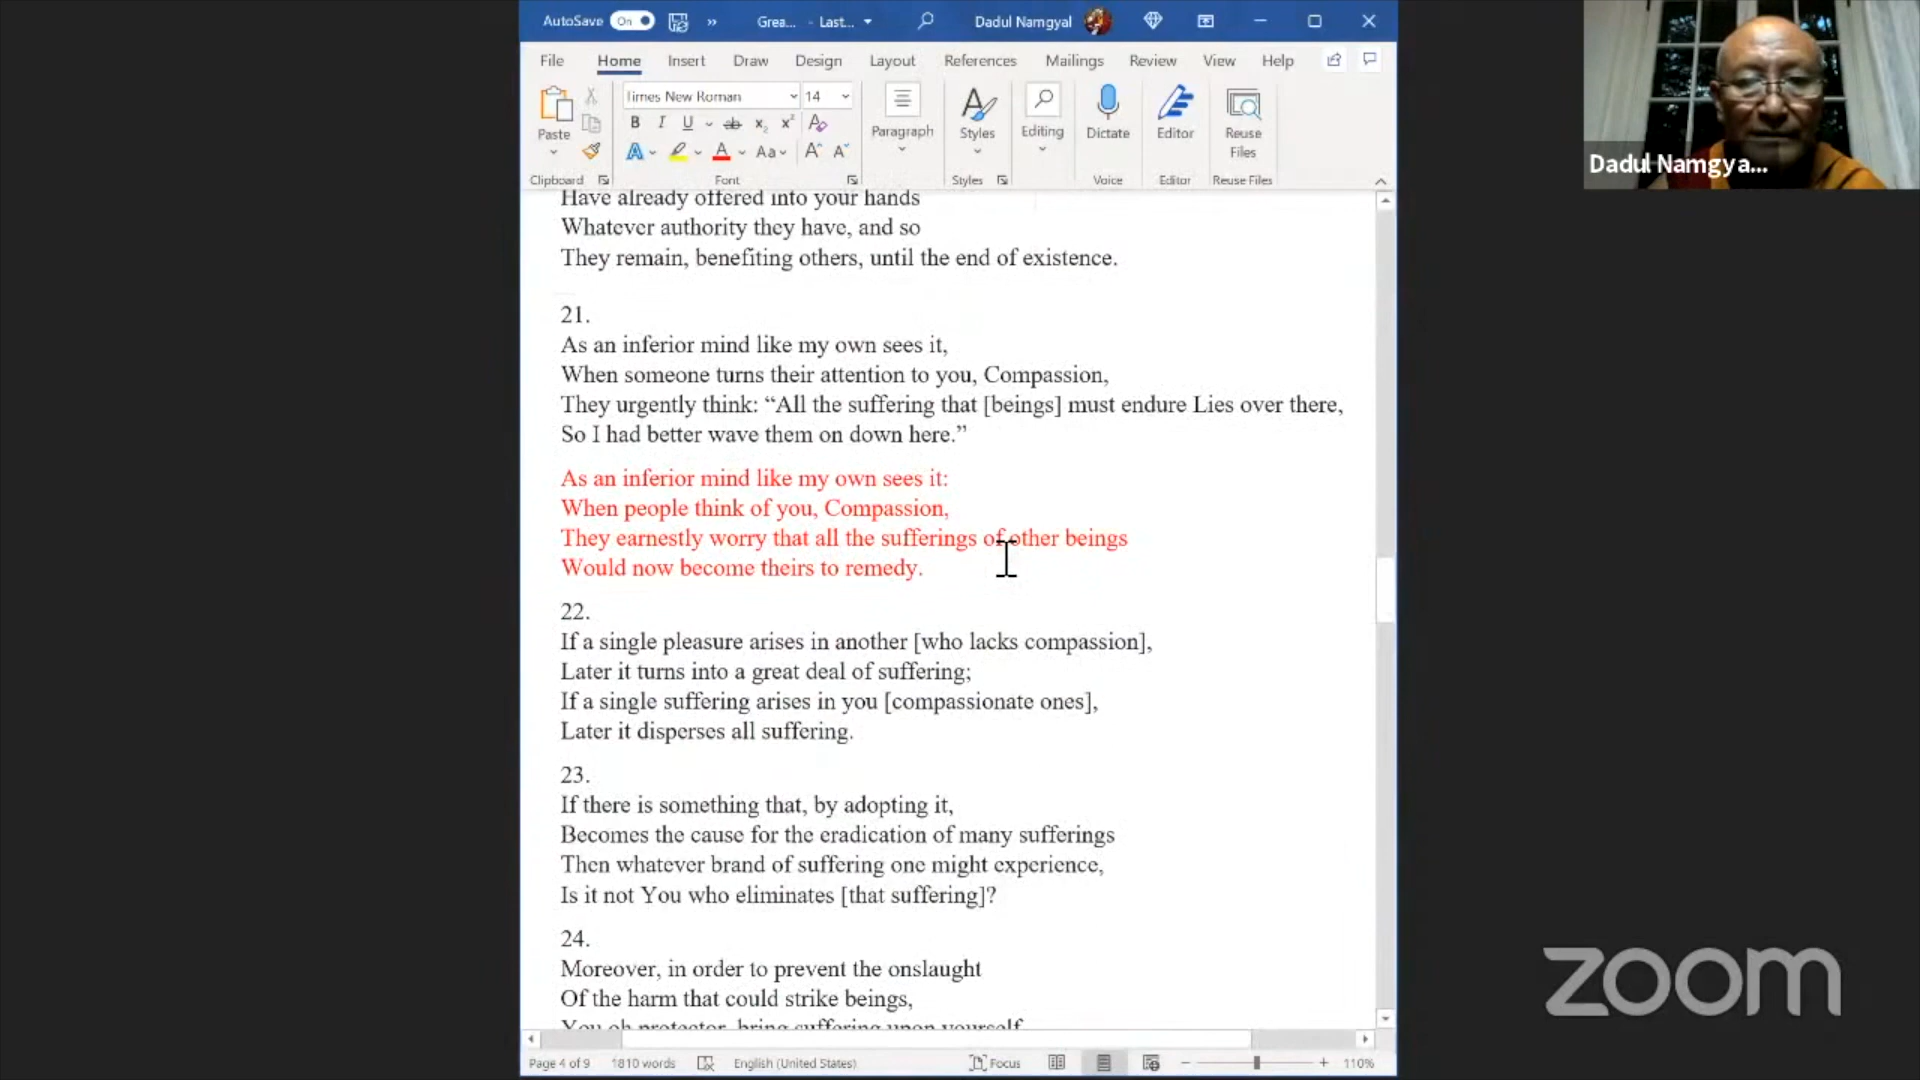 AutoSave On » Grea... - Last... Dadul Namgyal
File Home Insert Draw Design Layout References Mailings Review View Help
Times New Roman 14
Paste B I U ab x₂ x² A Paragraph Styles Editing Dictate Editor Reuse Files
A A Aa A A
Clipboard Font Styles Voice Editor Reuse Files
Dadul Namgya...
Have already offered into your hands
Whatever authority they have, and so
They remain, benefiting others, until the end of existence.
21.
As an inferior mind like my own sees it,
When someone turns their attention to you, Compassion,
They urgently think: “All the suffering that [beings] must endure Lies over there,
So I had better wave them on down here.”
As an inferior mind like my own sees it:
When people think of you, Compassion,
They earnestly worry that all the sufferings of other beings
Would now become theirs to remedy.
22.
If a single pleasure arises in another [who lacks compassion],
Later it turns into a great deal of suffering;
If a single suffering arises in you [compassionate ones],
Later it disperses all suffering.
23.
If there is something that, by adopting it,
Becomes the cause for the eradication of many sufferings
Then whatever brand of suffering one might experience,
Is it not You who eliminates [that suffering]?
24.
Moreover, in order to prevent the onslaught
Of the harm that could strike beings,
You oh protector, bring suffering upon yourself
Page 4 of 9 1810 words English (United States) Focus 110%
zoom